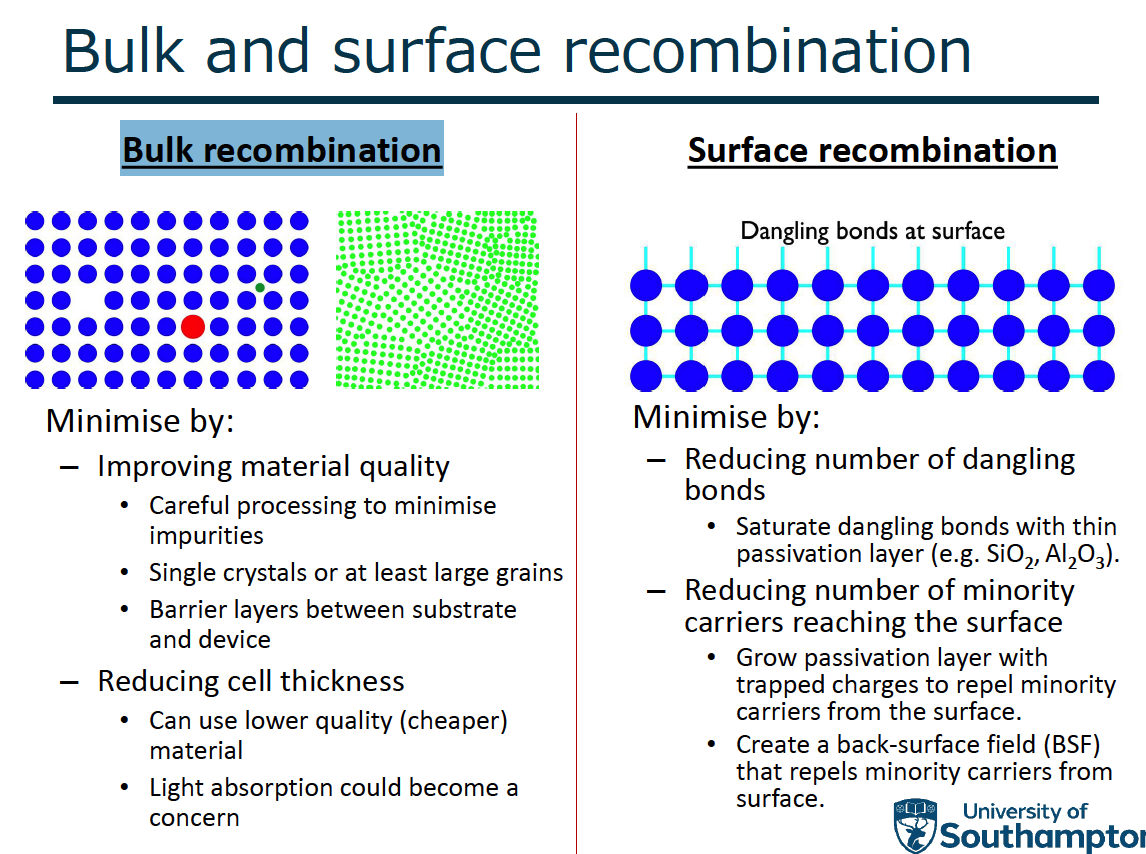 Bulk and surface recombination
Bulk recombination
Minimise by:
– Improving material quality
• Careful processing to minimise
impurities
• Single crystals or at least large grains
• Barrier layers between substrate
and device
– Reducing cell thickness
• Can use lower quality (cheaper)
material
• Light absorption could become a
concern
Surface recombination
Dangling bonds at surface
Minimise by:
– Reducing number of dangling
bonds
• Saturate dangling bonds with thin
passivation layer (e.g. SiO₂, Al₂O₃).
– Reducing number of minority
carriers reaching the surface
• Grow passivation layer with
trapped charges to repel minority
carriers from the surface.
• Create a back-surface field (BSF)
that repels minority carriers from
surface.
University of
Southampton